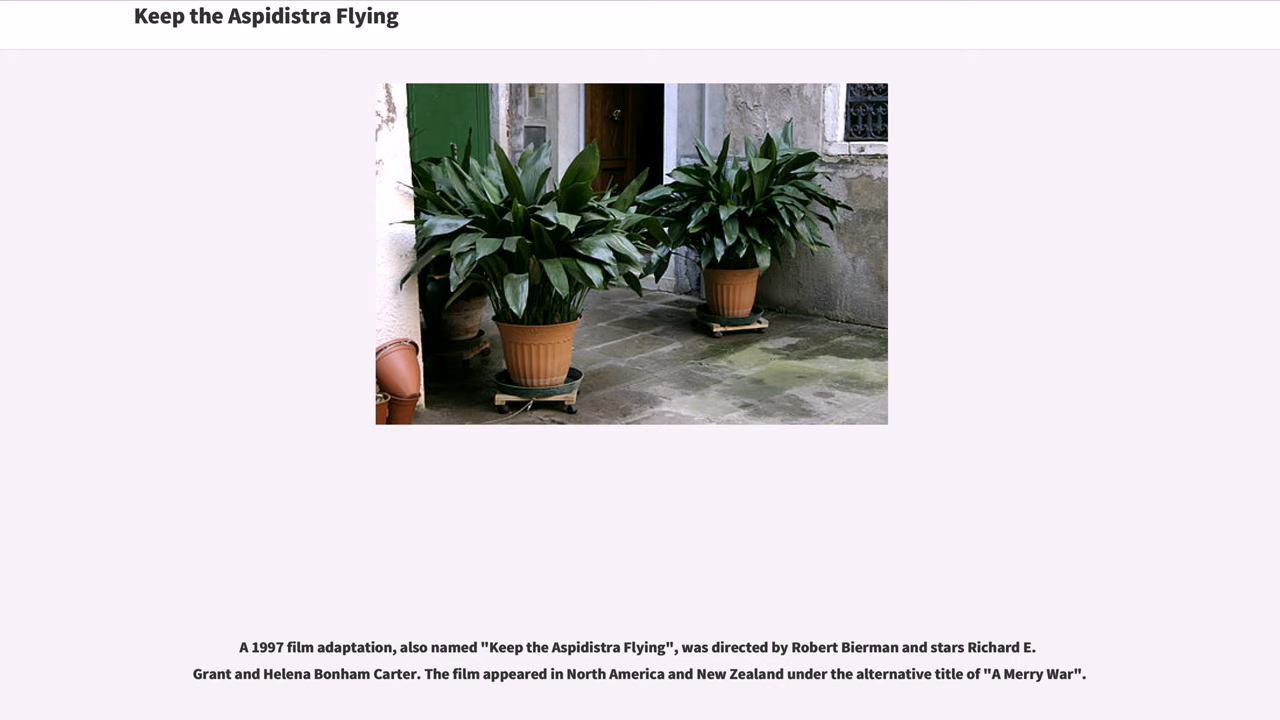 Keep the Aspidistra Flying
A 1997 film adaptation, also named "Keep the Aspidistra Flying", was directed by Robert Bierman and stars Richard E.
Grant and Helena Bonham Carter. The film appeared in North America and New Zealand under the alternative title of "A Merry War".